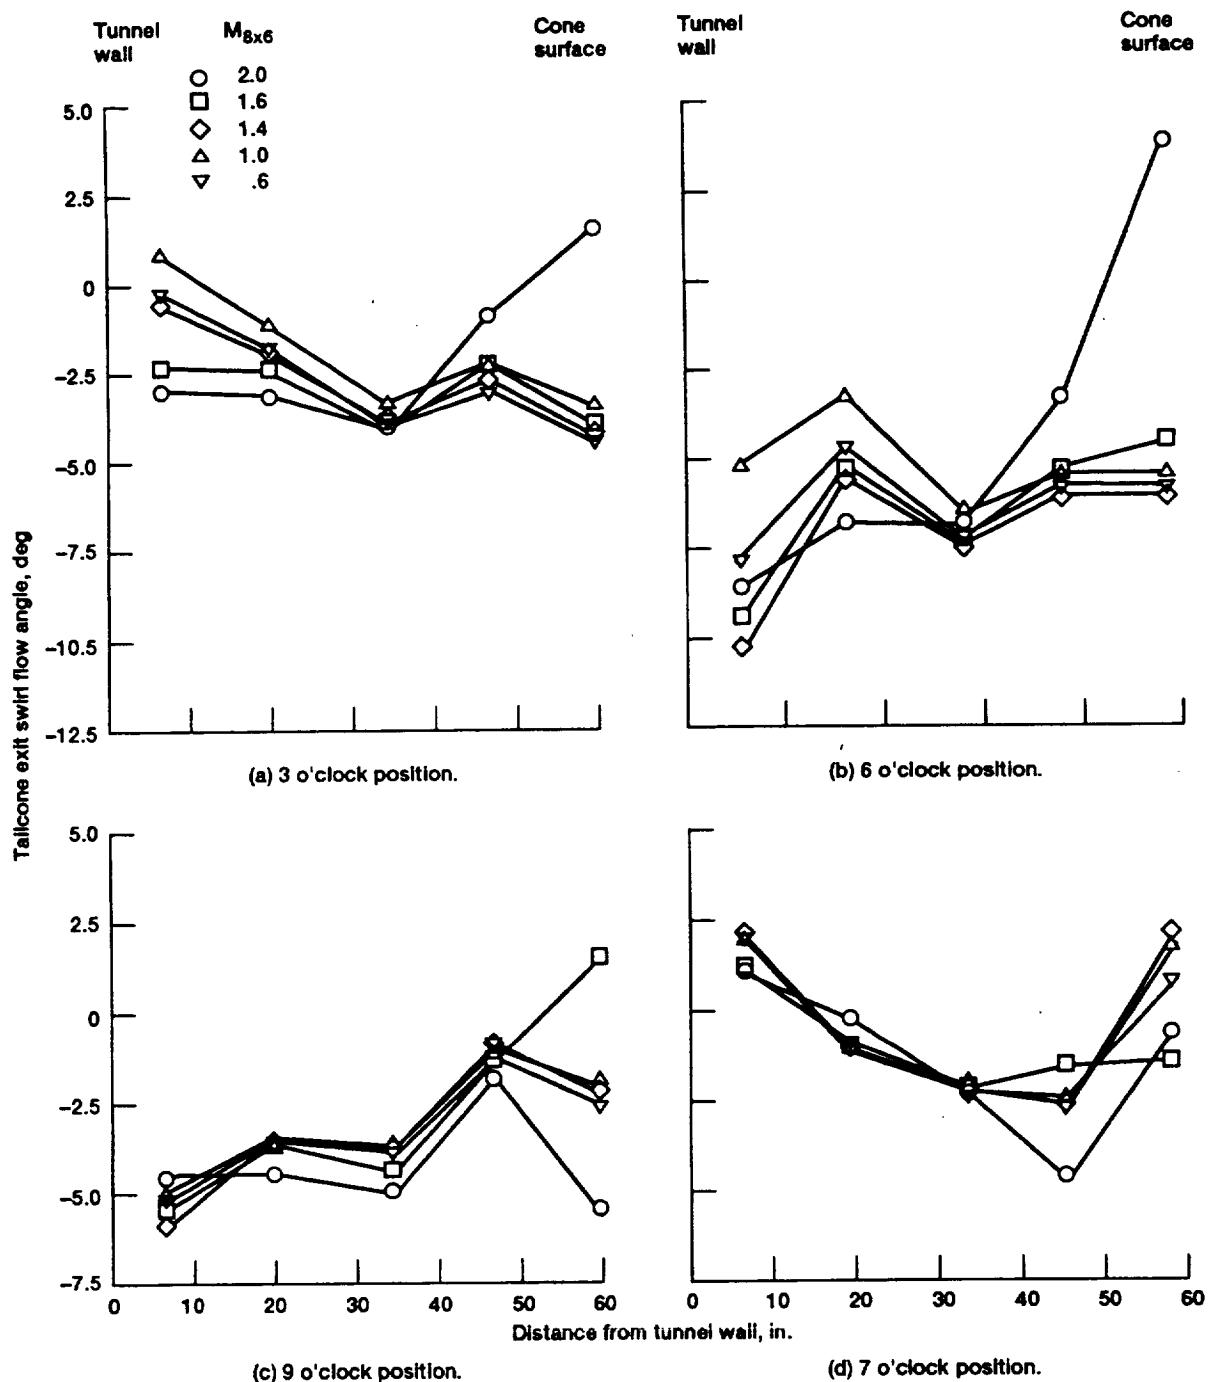 Tunnel wall
M8x6
Cone surface
2.0
1.6
1.4
1.0
.6
Tunnel wall
Cone surface
Tailcone exit swirl flow angle, deg
5.0
2.5
0
−2.5
−5.0
−7.5
−10.5
−12.5
(a) 3 o'clock position.
(b) 6 o'clock position.
5.0
2.5
0
−2.5
−5.0
−7.5
0 10 20 30 40 50 60
0 10 20 30 40 50 60
Distance from tunnel wall, in.
(c) 9 o'clock position.
(d) 7 o'clock position.